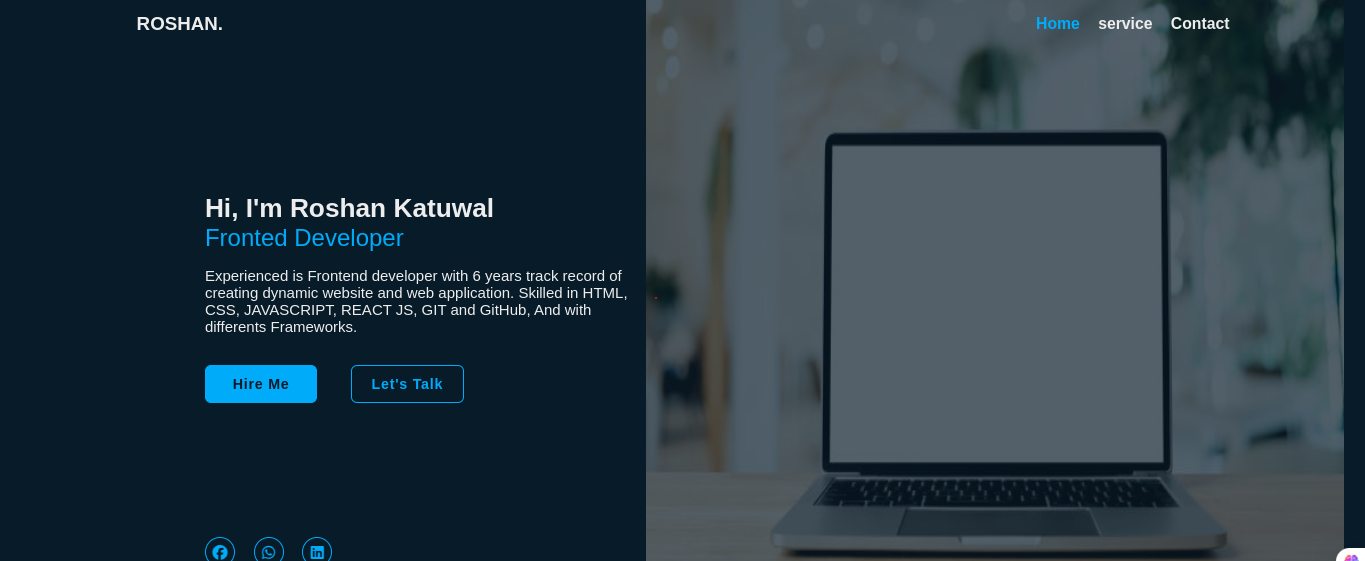 ROSHAN.
Home service Contact
Hi, I'm Roshan Katuwal
Fronted Developer
Experienced is Frontend developer with 6 years track record of
creating dynamic website and web application. Skilled in HTML,
CSS, JAVASCRIPT, REACT JS, GIT and GitHub, And with
differents Frameworks.
Hire Me Let's Talk